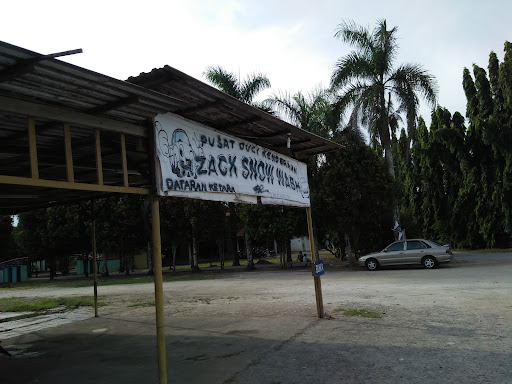 PUSAT CUCI KENDERAAN
ZACK SNOW WASH
DATARAN KETARA